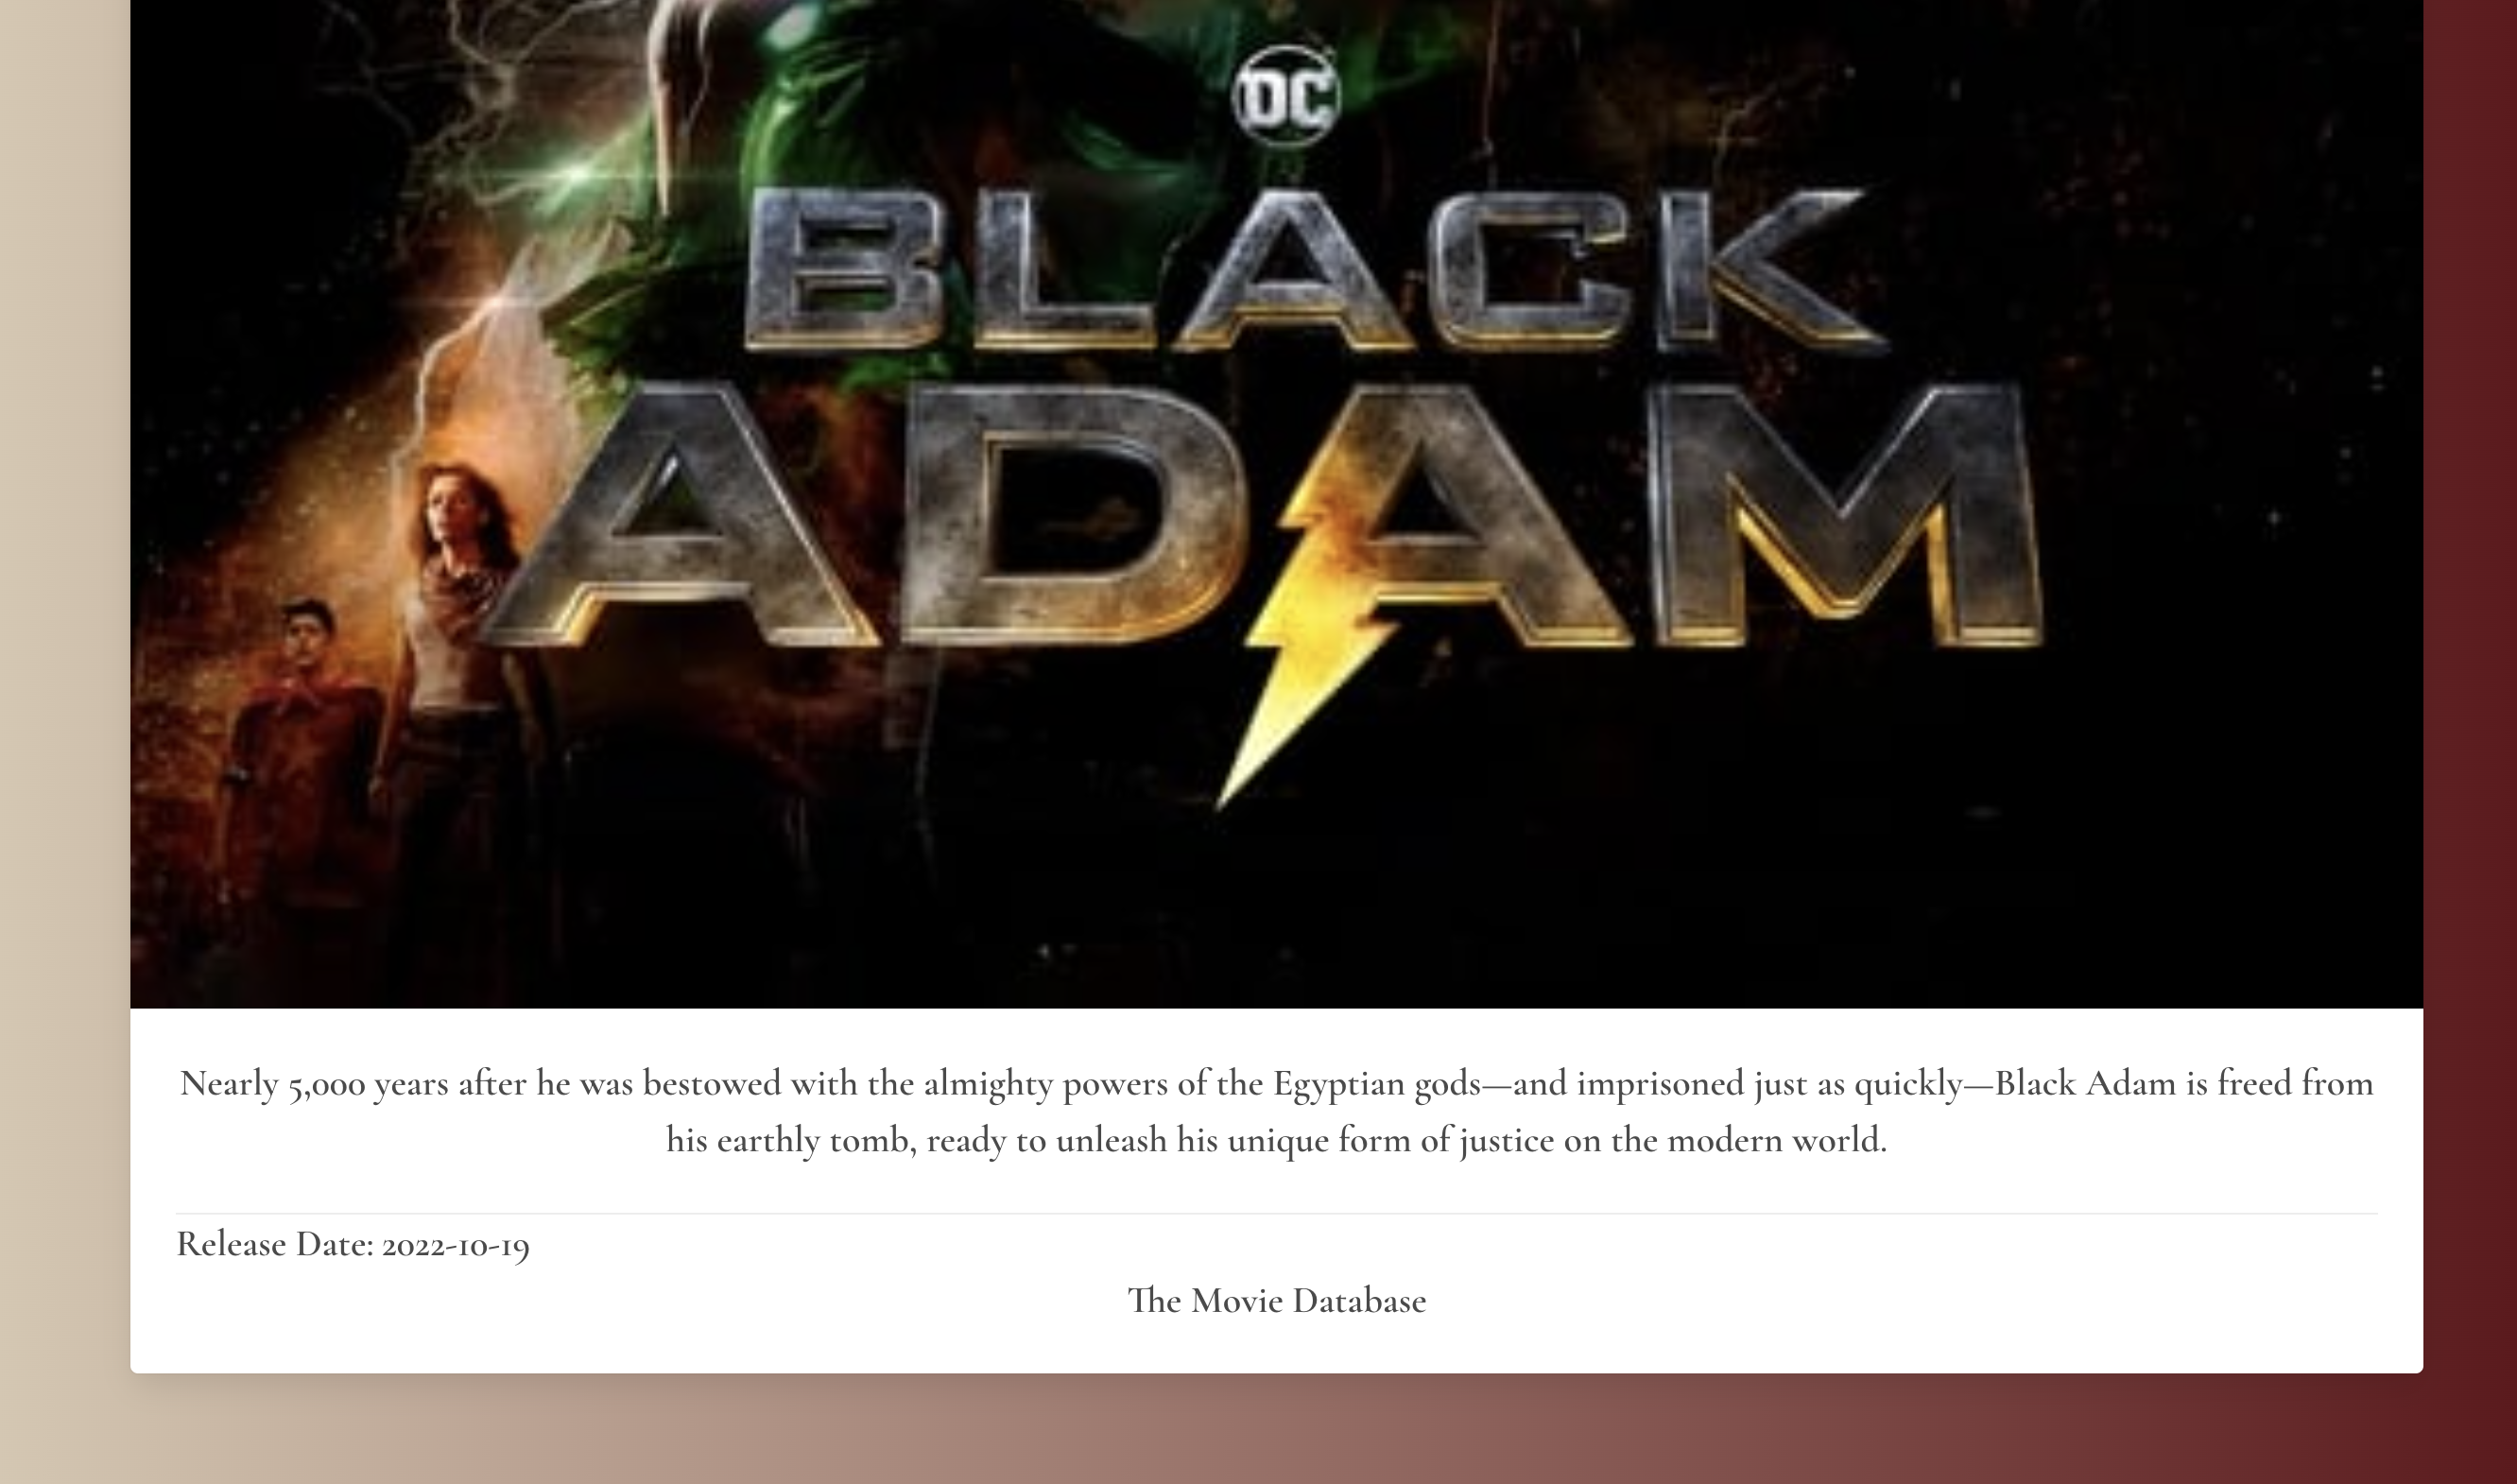 DC
BLACK
ADAM
Nearly 5,000 years after he was bestowed with the almighty powers of the Egyptian gods—and imprisoned just as quickly—Black Adam is freed from
his earthly tomb, ready to unleash his unique form of justice on the modern world.
Release Date: 2022-10-19
The Movie Database